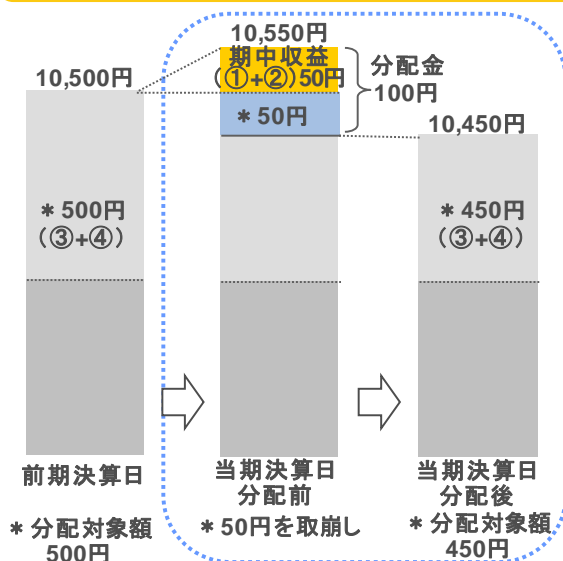 10,500円
＊500円
（③+④）
前期決算日
＊分配対象額
500円
10,550円
期中収益
（①+②）50円
＊50円
分配金
100円
当期決算日
分配前
＊50円を取崩し
10,450円
＊450円
（③+④）
当期決算日
分配後
＊分配対象額
450円